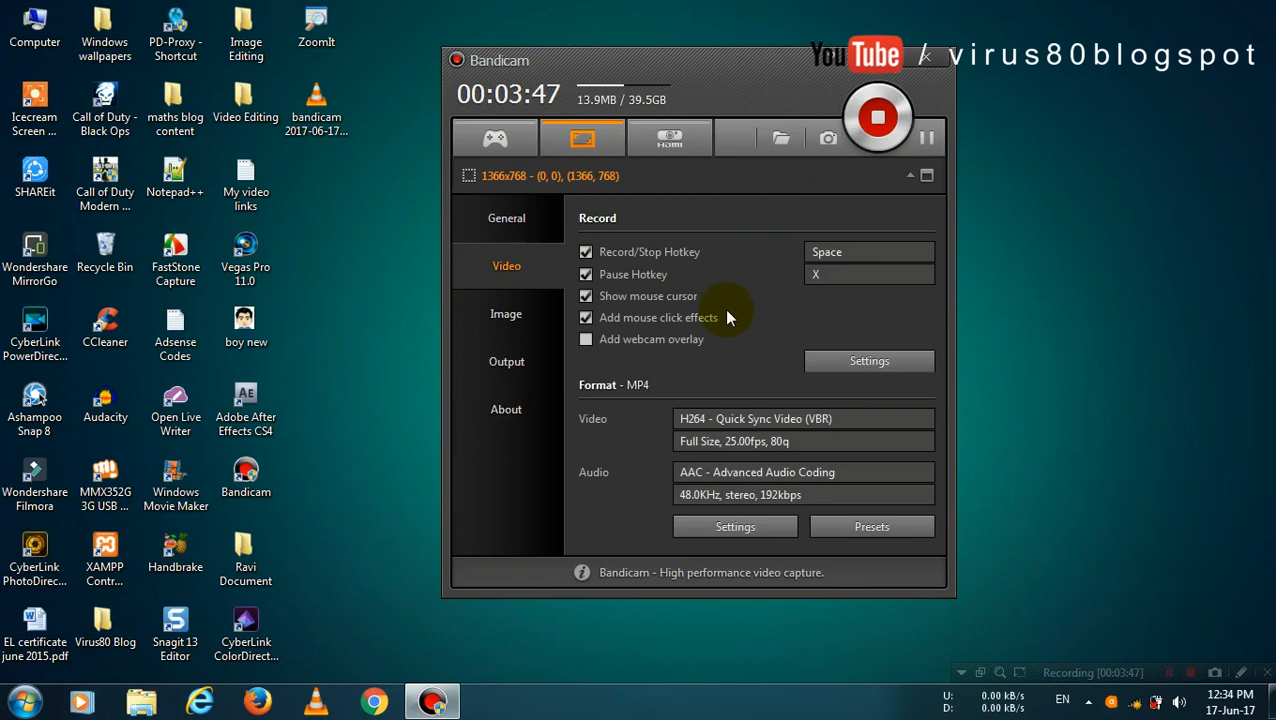 Computer
Windows
wallpapers
PD-Proxy -
Shortcut
Image
Editing
ZoomIt
Icecream
Screen ...
Call of Duty -
Black Ops
maths blog
content
Video Editing
bandicam
2017-06-17...
SHAREit
Call of Duty
Modern ...
Notepad++
My video
links
Wondershare
MirrorGo
Recycle Bin
FastStone
Capture
Vegas Pro
11.0
CyberLink
PowerDirec...
CCleaner
Adsense
Codes
boy new
Ashampoo
Snap 8
Audacity
Open Live
Writer
Adobe After
Effects CS4
Wondershare
Filmora
MMX352G
3G USB ...
Windows
Movie Maker
Bandicam
CyberLink
PhotoDirec...
XAMPP
Contr...
Handbrake
Ravi
Document
EL certificate
june 2015.pdf
Virus80 Blog
Snagit 13
Editor
CyberLink
ColorDirect...
YouTube / virus80blogspot
Bandicam
00:03:47
13.9MB / 39.5GB
HDMI
1366x768 - (0, 0), (1366, 768)
General
Video
Image
Output
About
Record
Record/Stop Hotkey
Space
Pause Hotkey
X
Show mouse cursor
Add mouse click effects
Add webcam overlay
Settings
Format - MP4
Video
H264 - Quick Sync Video (VBR)
Full Size, 25.00fps, 80q
Audio
AAC - Advanced Audio Coding
48.0KHz, stereo, 192kbps
Settings
Presets
Bandicam - High performance video capture.
Recording [00:03:47]
U: 0.00 kB/s
D: 0.00 kB/s
EN
12:34 PM
17-Jun-17